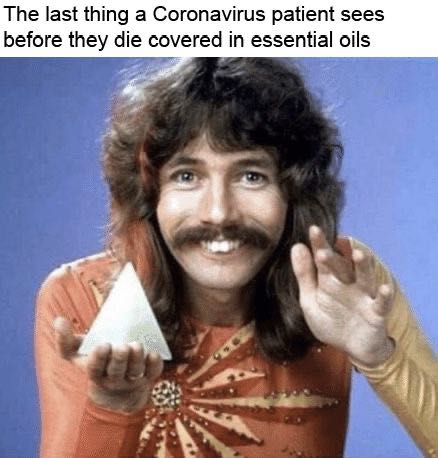 The last thing a Coronavirus patient sees
before they die covered in essential oils